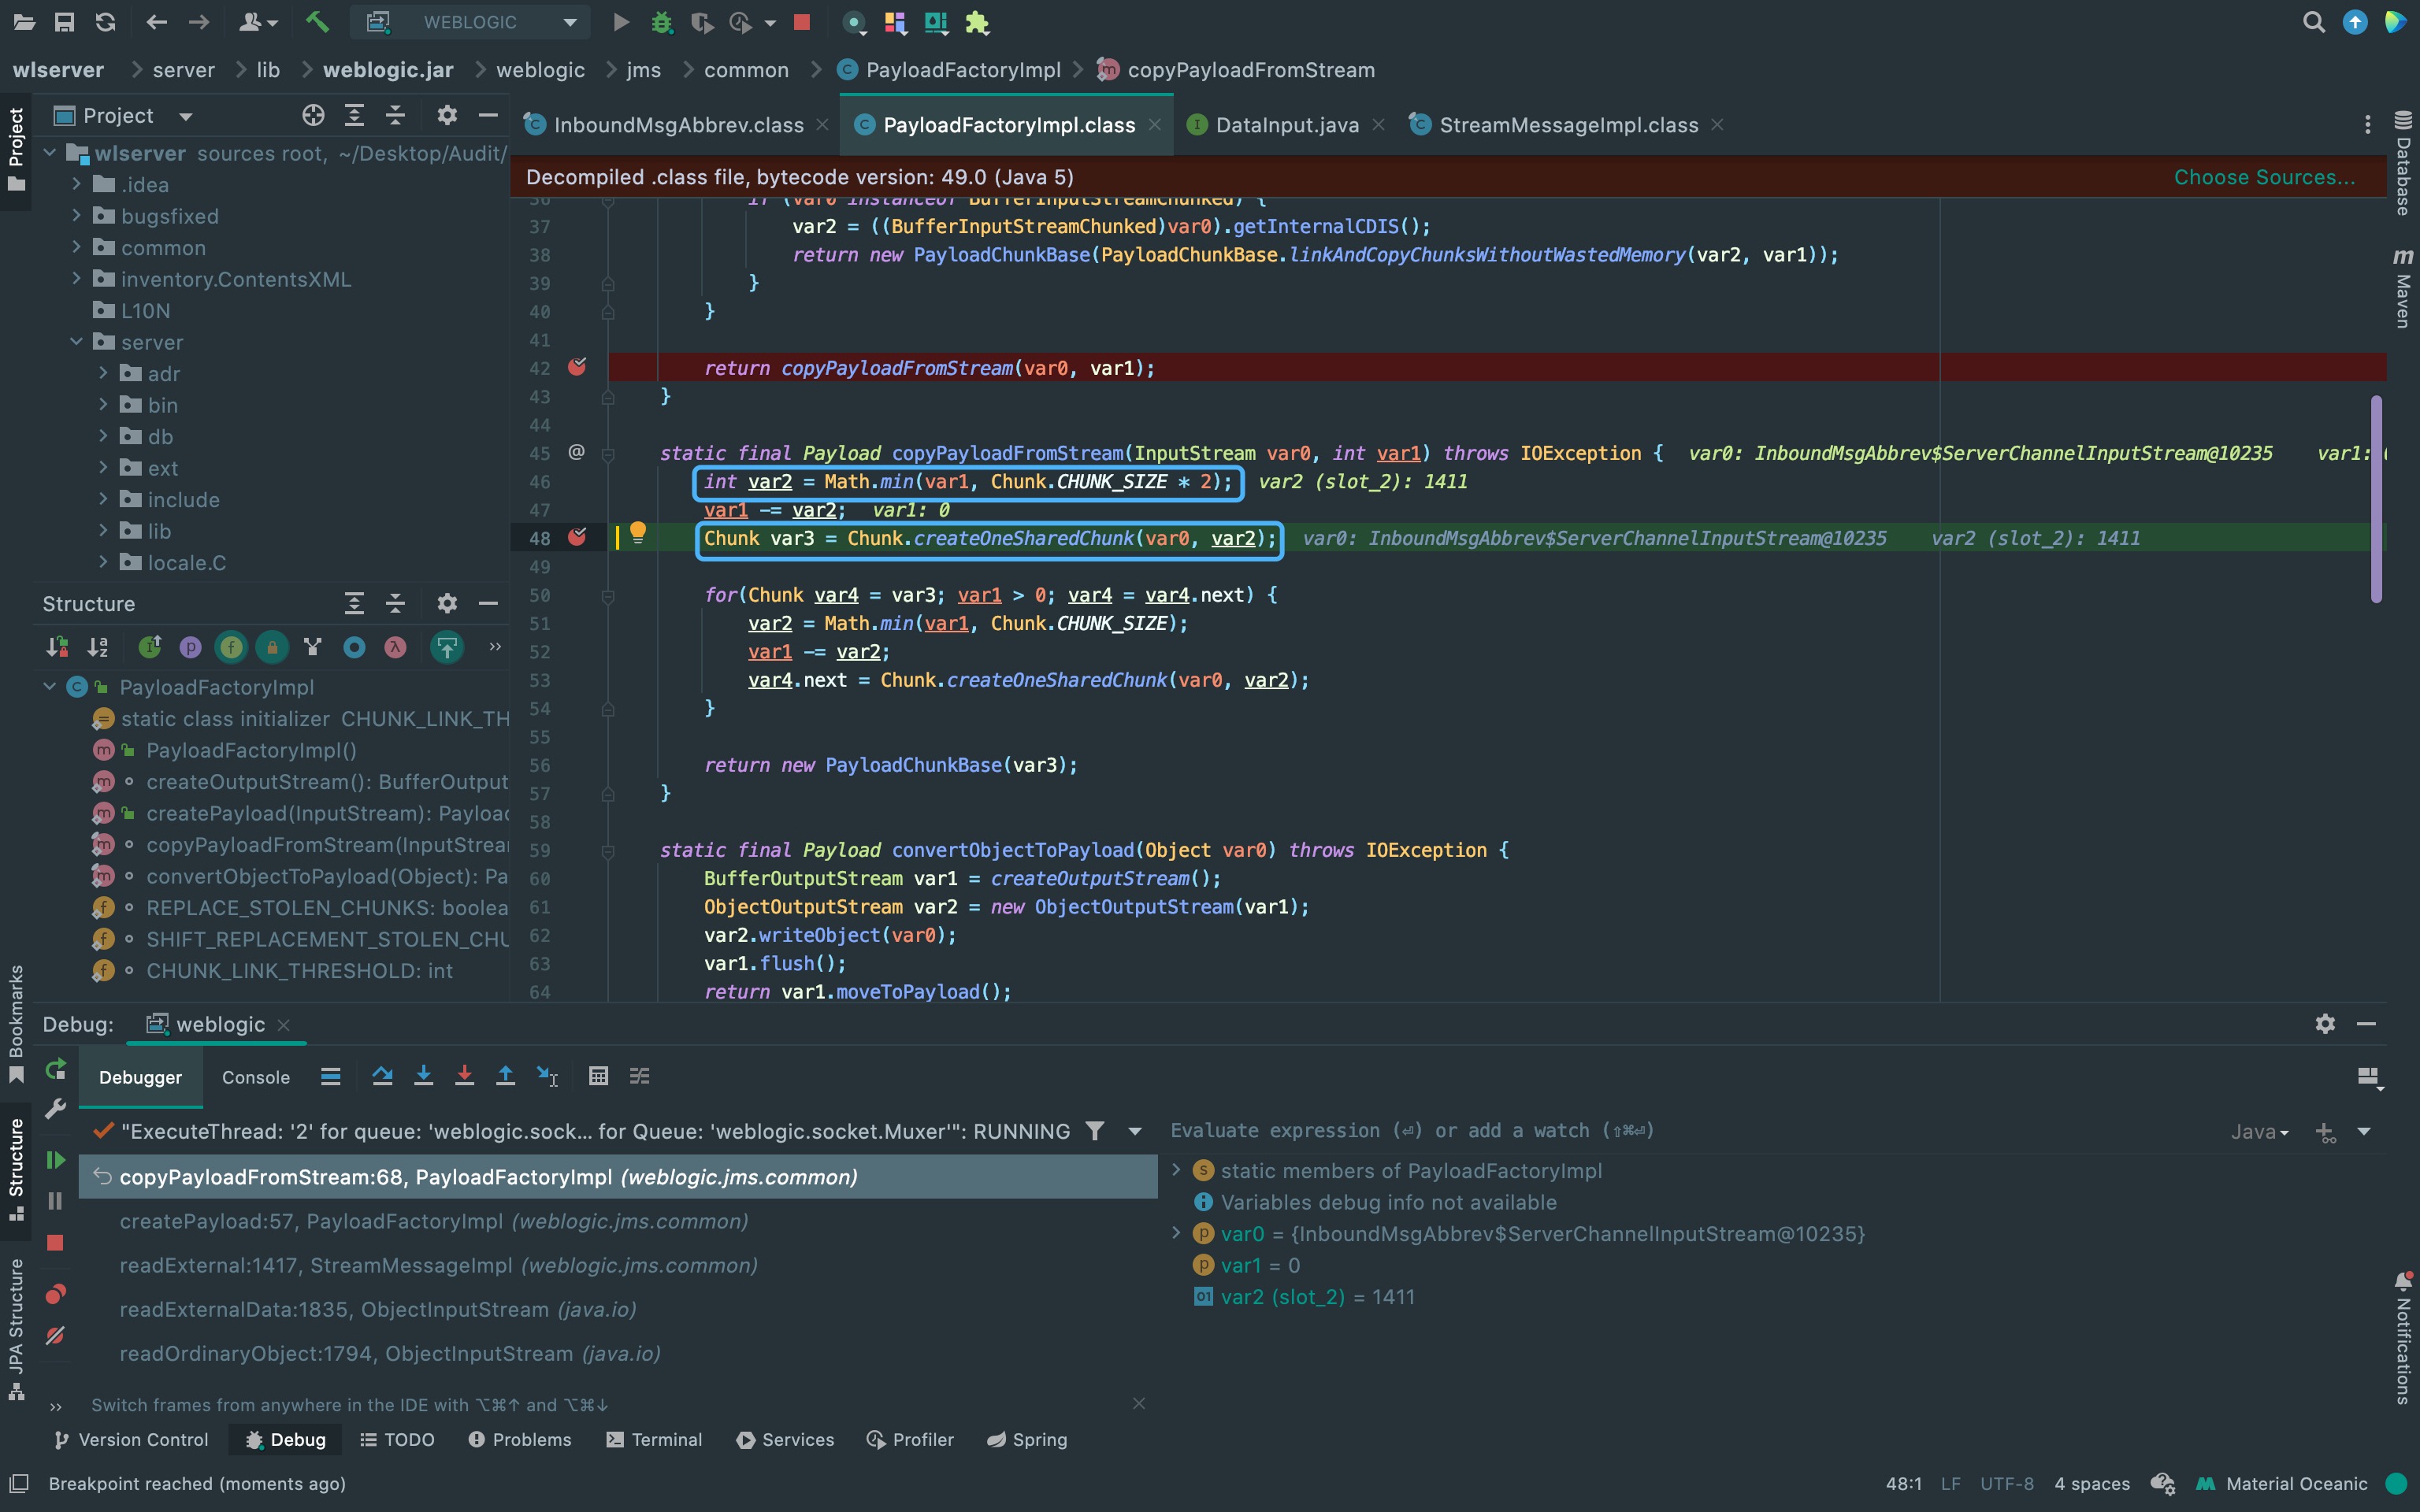 WEBLOGIC
wlserver server lib weblogic.jar weblogic jms common PayloadFactoryImpl copyPayloadFromStream
Project
Project
InboundMsgAbbrev.class PayloadFactoryImpl.class DataInput.java StreamMessageImpl.class
Database
Maven
wlserver sources root, ~/Desktop/Audit/
.idea
bugsfixed
common
inventory.ContentsXML
L10N
server
adr
bin
db
ext
include
lib
locale.C
Decompiled .class file, bytecode version: 49.0 (Java 5) Choose Sources...
36 if (var0 instanceof BufferInputStreamChunked) {
37 var2 = ((BufferInputStreamChunked)var0).getInternalCDIS();
38 return new PayloadChunkBase(PayloadChunkBase.linkAndCopyChunksWithoutWastedMemory(var2, var1));
39 }
40 }
41
42 return copyPayloadFromStream(var0, var1);
43 }
44
45 @ static final Payload copyPayloadFromStream(InputStream var0, int var1) throws IOException { var0: InboundMsgAbbrev$ServerChannelInputStream@10235 var1:
46 int var2 = Math.min(var1, Chunk.CHUNK_SIZE * 2); var2 (slot_2): 1411
47 var1 -= var2; var1: 0
48 Chunk var3 = Chunk.createOneSharedChunk(var0, var2); var0: InboundMsgAbbrev$ServerChannelInputStream@10235 var2 (slot_2): 1411
49
50 for(Chunk var4 = var3; var1 > 0; var4 = var4.next) {
51 var2 = Math.min(var1, Chunk.CHUNK_SIZE);
52 var1 -= var2;
53 var4.next = Chunk.createOneSharedChunk(var0, var2);
54 }
55
56 return new PayloadChunkBase(var3);
57 }
58
59 static final Payload convertObjectToPayload(Object var0) throws IOException {
60 BufferOutputStream var1 = createOutputStream();
61 ObjectOutputStream var2 = new ObjectOutputStream(var1);
62 var2.writeObject(var0);
63 var1.flush();
64 return var1.moveToPayload();
Structure
PayloadFactoryImpl
static class initializer CHUNK_LINK_TH
PayloadFactoryImpl()
createOutputStream(): BufferOutput
createPayload(InputStream): Payloa
copyPayloadFromStream(InputStrea
convertObjectToPayload(Object): Pa
REPLACE_STOLEN_CHUNKS: boolea
SHIFT_REPLACEMENT_STOLEN_CHU
CHUNK_LINK_THRESHOLD: int
Bookmarks
Structure
JPA Structure
Debug: weblogic
Debugger Console
"ExecuteThread: '2' for queue: 'weblogic.sock... for Queue: 'weblogic.socket.Muxer'": RUNNING
copyPayloadFromStream:68, PayloadFactoryImpl (weblogic.jms.common)
createPayload:57, PayloadFactoryImpl (weblogic.jms.common)
readExternal:1417, StreamMessageImpl (weblogic.jms.common)
readExternalData:1835, ObjectInputStream (java.io)
readOrdinaryObject:1794, ObjectInputStream (java.io)
Switch frames from anywhere in the IDE with ⌥⌘↑ and ⌥⌘↓
Evaluate expression (⏎) or add a watch (⇧⌘⏎) Java
static members of PayloadFactoryImpl
Variables debug info not available
var0 = {InboundMsgAbbrev$ServerChannelInputStream@10235}
var1 = 0
var2 (slot_2) = 1411
Notifications
Version Control Debug TODO Problems Terminal Services Profiler Spring
Breakpoint reached (moments ago) 48:1 LF UTF-8 4 spaces Material Oceanic